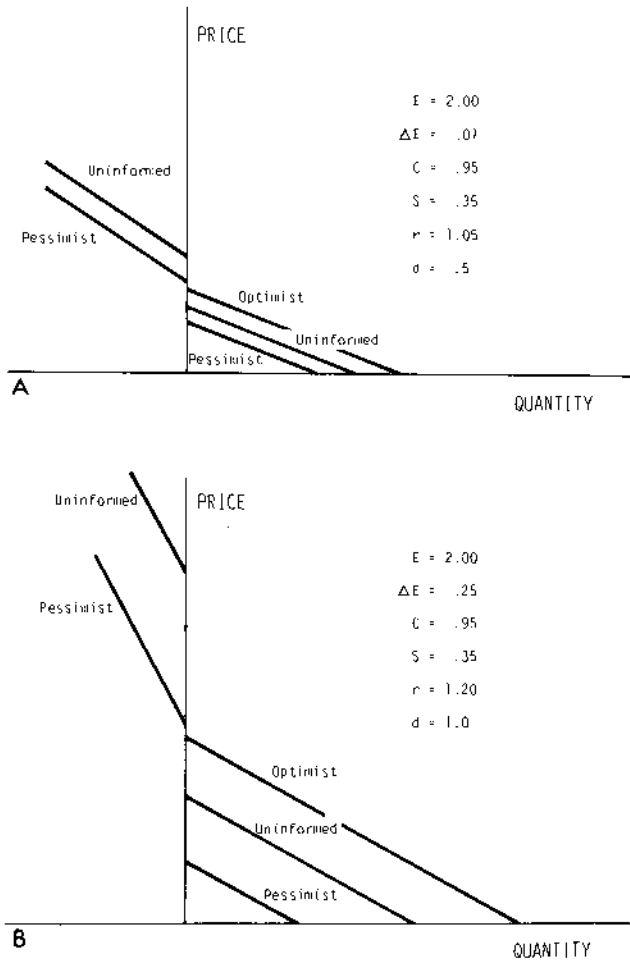 PRICE
E = 2.00
ΔE = .07
Uninformed
C = .95
S = .35
Pessimist
r = 1.05
d = .5
Optimist
Uninformed
Pessimist
A
QUANTITY
Uninformed
PRICE
E = 2.00
ΔE = .25
Pessimist
C = .95
S = .35
r = 1.20
d = 1.0
Optimist
Uninformed
Pessimist
B
QUANTITY